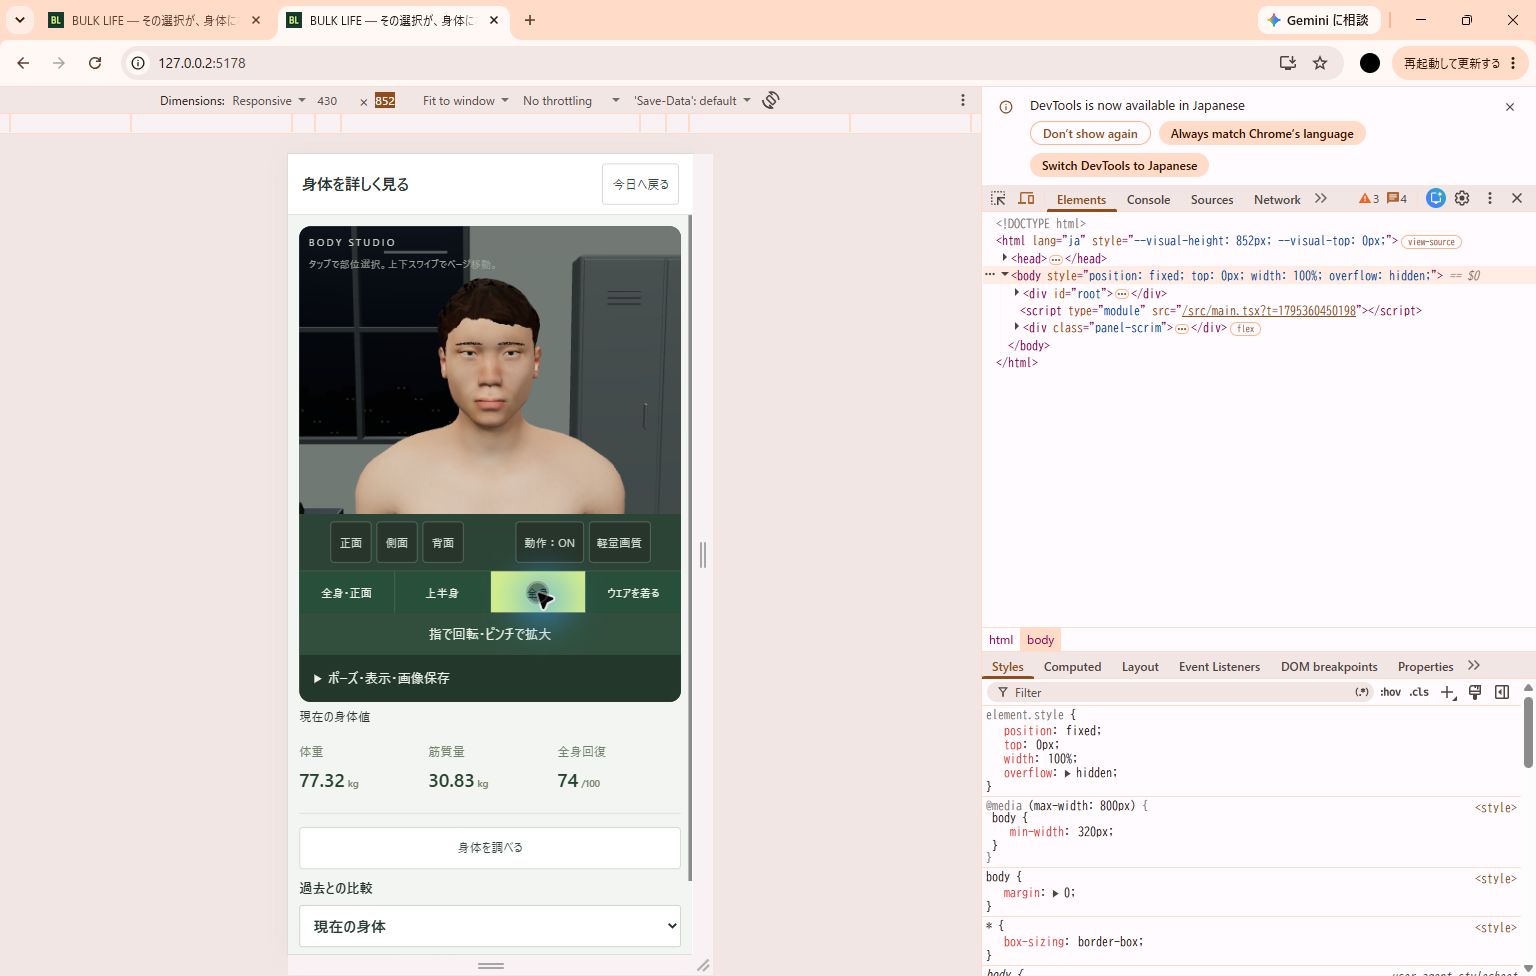 BL BULK LIFE — その選択が、身体に
BL BULK LIFE — その選択が、身体に
Gemini に相談
127.0.0.2:5178
再起動して更新する
Dimensions: Responsive 430 × 852 Fit to window No throttling 'Save-Data': default
身体を詳しく見る
今日へ戻る
BODY STUDIO
タップで部位選択。上下スワイプでページ移動。
正面 側面 背面 動作：ON 軽量画質
全身・正面 上半身 ウエアを着る
指で回転・ピンチで拡大
▶ ポーズ・表示・画像保存
現在の身体値
体重 筋質量 全身回復
77.32 kg 30.83 kg 74 /100
身体を調べる
過去との比較
現在の身体
DevTools is now available in Japanese
Don't show again Always match Chrome's language
Switch DevTools to Japanese
Elements Console Sources Network 3 4
<!DOCTYPE html>
<html lang="ja" style="--visual-height: 852px; --visual-top: 0px;"> view-source
<head> … </head>
… <body style="position: fixed; top: 0px; width: 100%; overflow: hidden;"> == $0
<div id="root"> … </div>
<script type="module" src="/src/main.tsx?t=1795360450198"></script>
<div class="panel-scrim"> … </div> flex
</body>
</html>
html body
Styles Computed Layout Event Listeners DOM breakpoints Properties
Filter (.*) :hov .cls
element.style {
position: fixed;
top: 0px;
width: 100%;
overflow: ▶ hidden;
}
@media (max-width: 800px) { <style>
body {
min-width: 320px;
}
}
body { <style>
margin: ▶ 0;
}
* { <style>
box-sizing: border-box;
}
body { user agent stylesheet